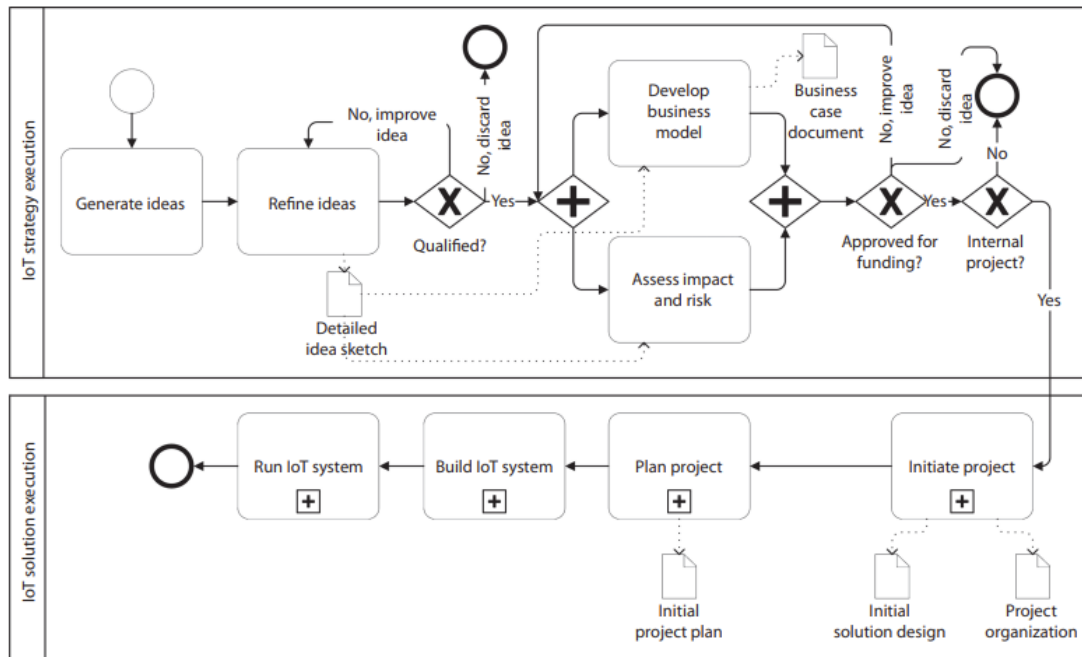 IoT strategy execution
Generate ideas
Refine ideas
No, improve
idea
Qualified?
No, discard
idea
Yes
Detailed
idea sketch
Develop
business
model
Business
case
document
Assess impact
and risk
No, improve
idea
No, discard
idea
Approved for
funding?
Yes
No
Internal
project?
Yes
IoT solution execution
Run IoT system
Build IoT system
Plan project
Initiate project
Initial
project plan
Initial
solution design
Project
organization